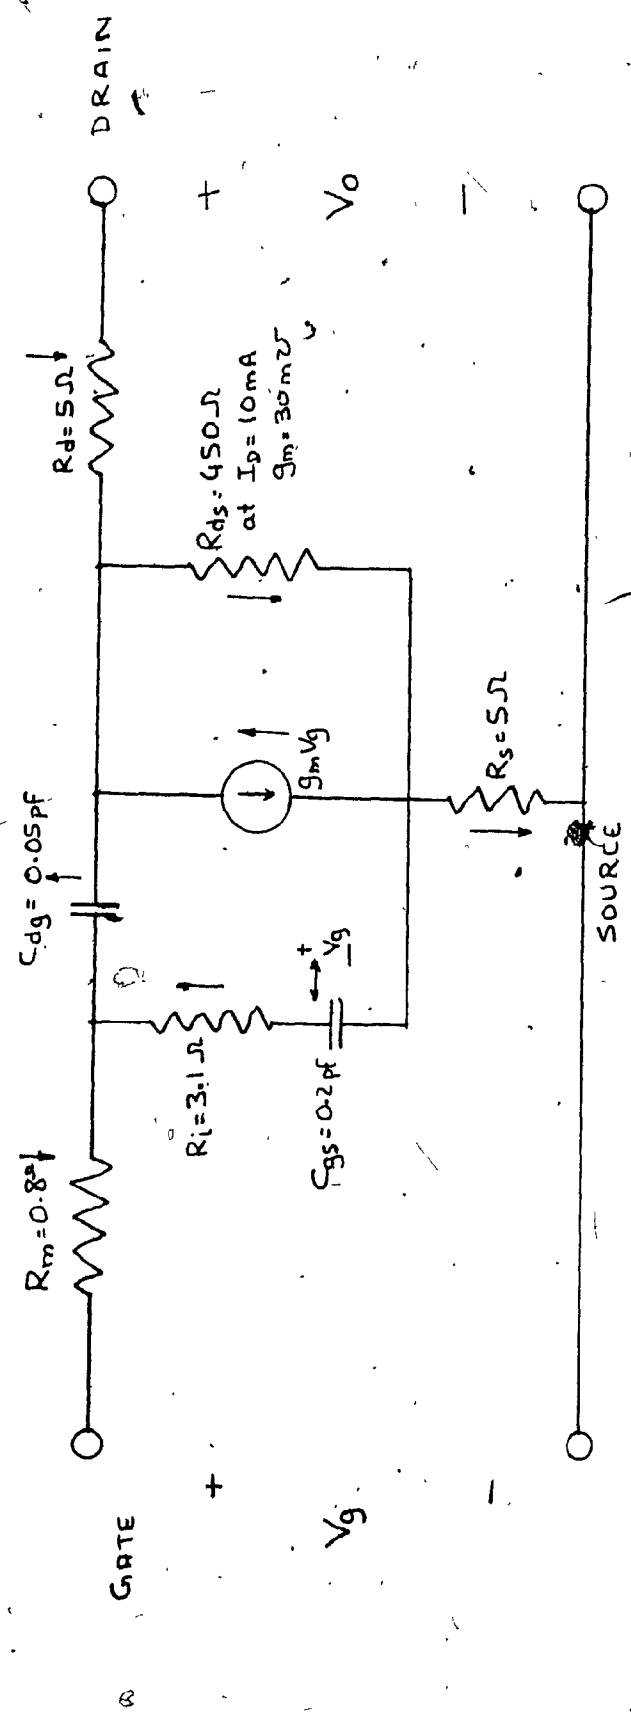 GATE
+
Vg
−
Rm=0.8Ω
Cdg= 0.05pf
Ri=3.1Ω
Cgs=0.2pf
+
Vg
−
gmVg
Rd=5Ω
Rds=450Ω
at ID=10mA
gm=30m℧
Rs=5Ω
SOURCE
DRAIN
+
Vo
−